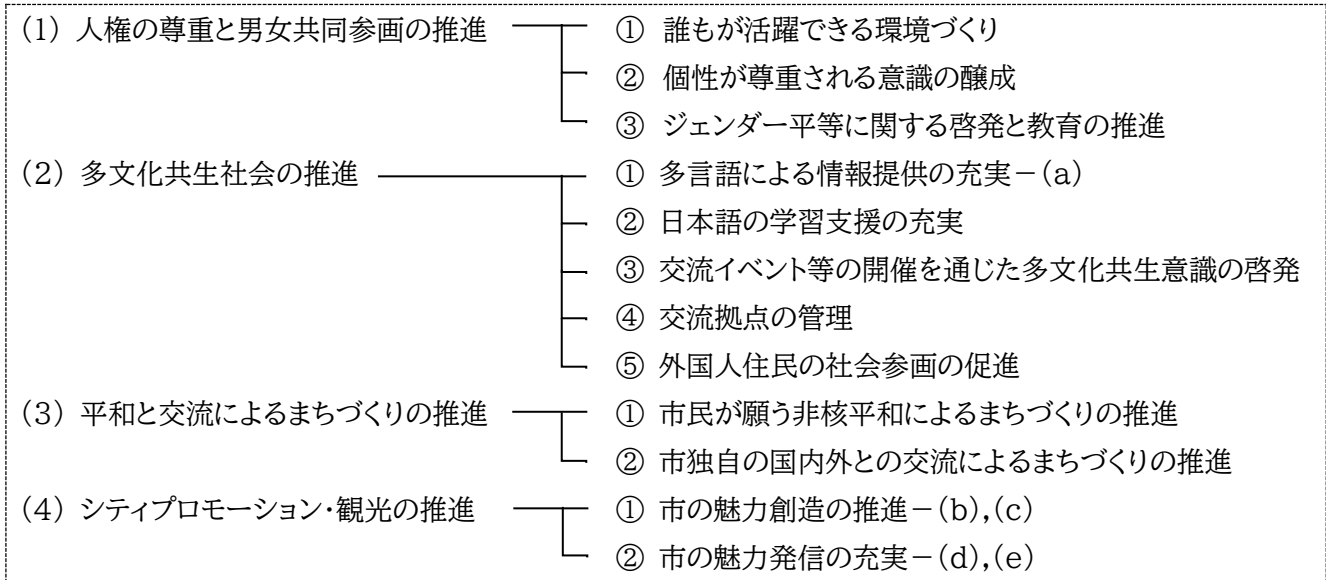 (1) 人権の尊重と男女共同参画の推進 ① 誰もが活躍できる環境づくり
② 個性が尊重される意識の醸成
③ ジェンダー平等に関する啓発と教育の推進
(2) 多文化共生社会の推進 ① 多言語による情報提供の充実－(a)
② 日本語の学習支援の充実
③ 交流イベント等の開催を通じた多文化共生意識の啓発
④ 交流拠点の管理
⑤ 外国人住民の社会参画の促進
(3) 平和と交流によるまちづくりの推進 ① 市民が願う非核平和によるまちづくりの推進
② 市独自の国内外との交流によるまちづくりの推進
(4) シティプロモーション・観光の推進 ① 市の魅力創造の推進－(b),(c)
② 市の魅力発信の充実－(d),(e)